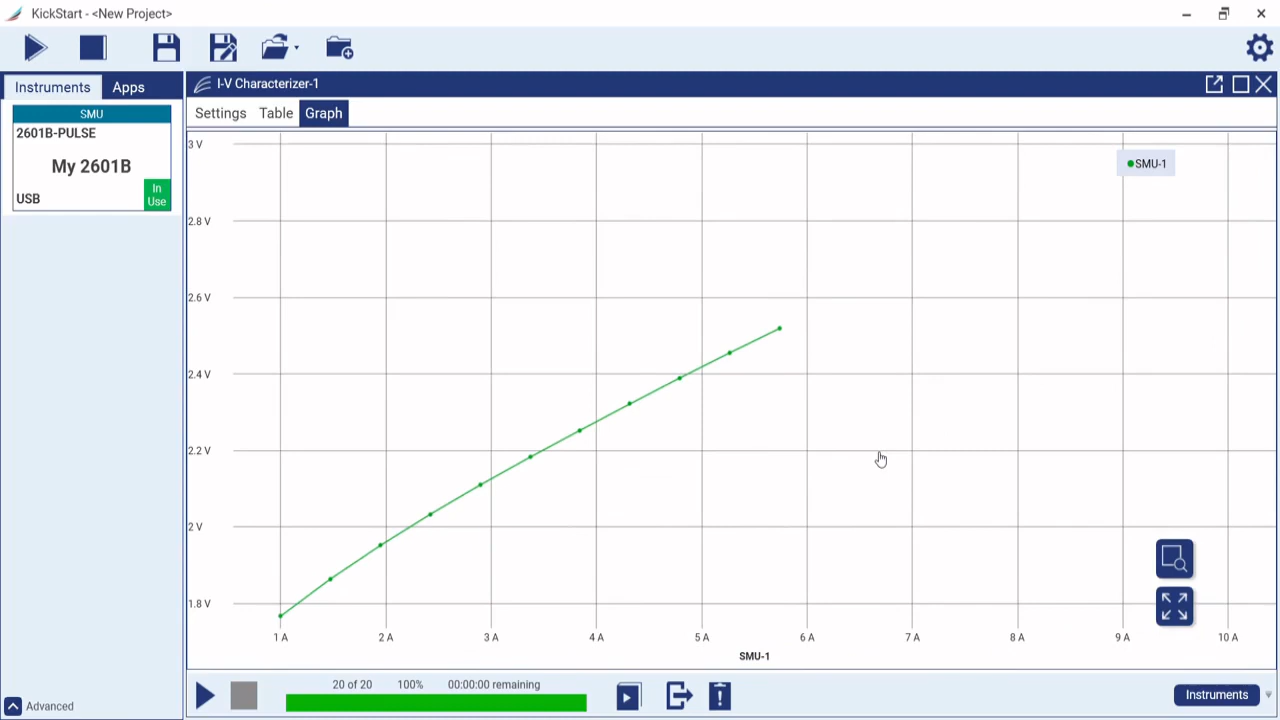 KickStart - <New Project>
Instruments Apps
SMU
2601B-PULSE
My 2601B
USB
In
Use
I-V Characterizer-1
Settings Table Graph
3 V
SMU-1
2.8 V
2.6 V
2.4 V
2.2 V
2 V
1.8 V
1 A 2 A 3 A 4 A 5 A 6 A 7 A 8 A 9 A 10 A
SMU-1
20 of 20 100% 00:00:00 remaining
Instruments
Advanced